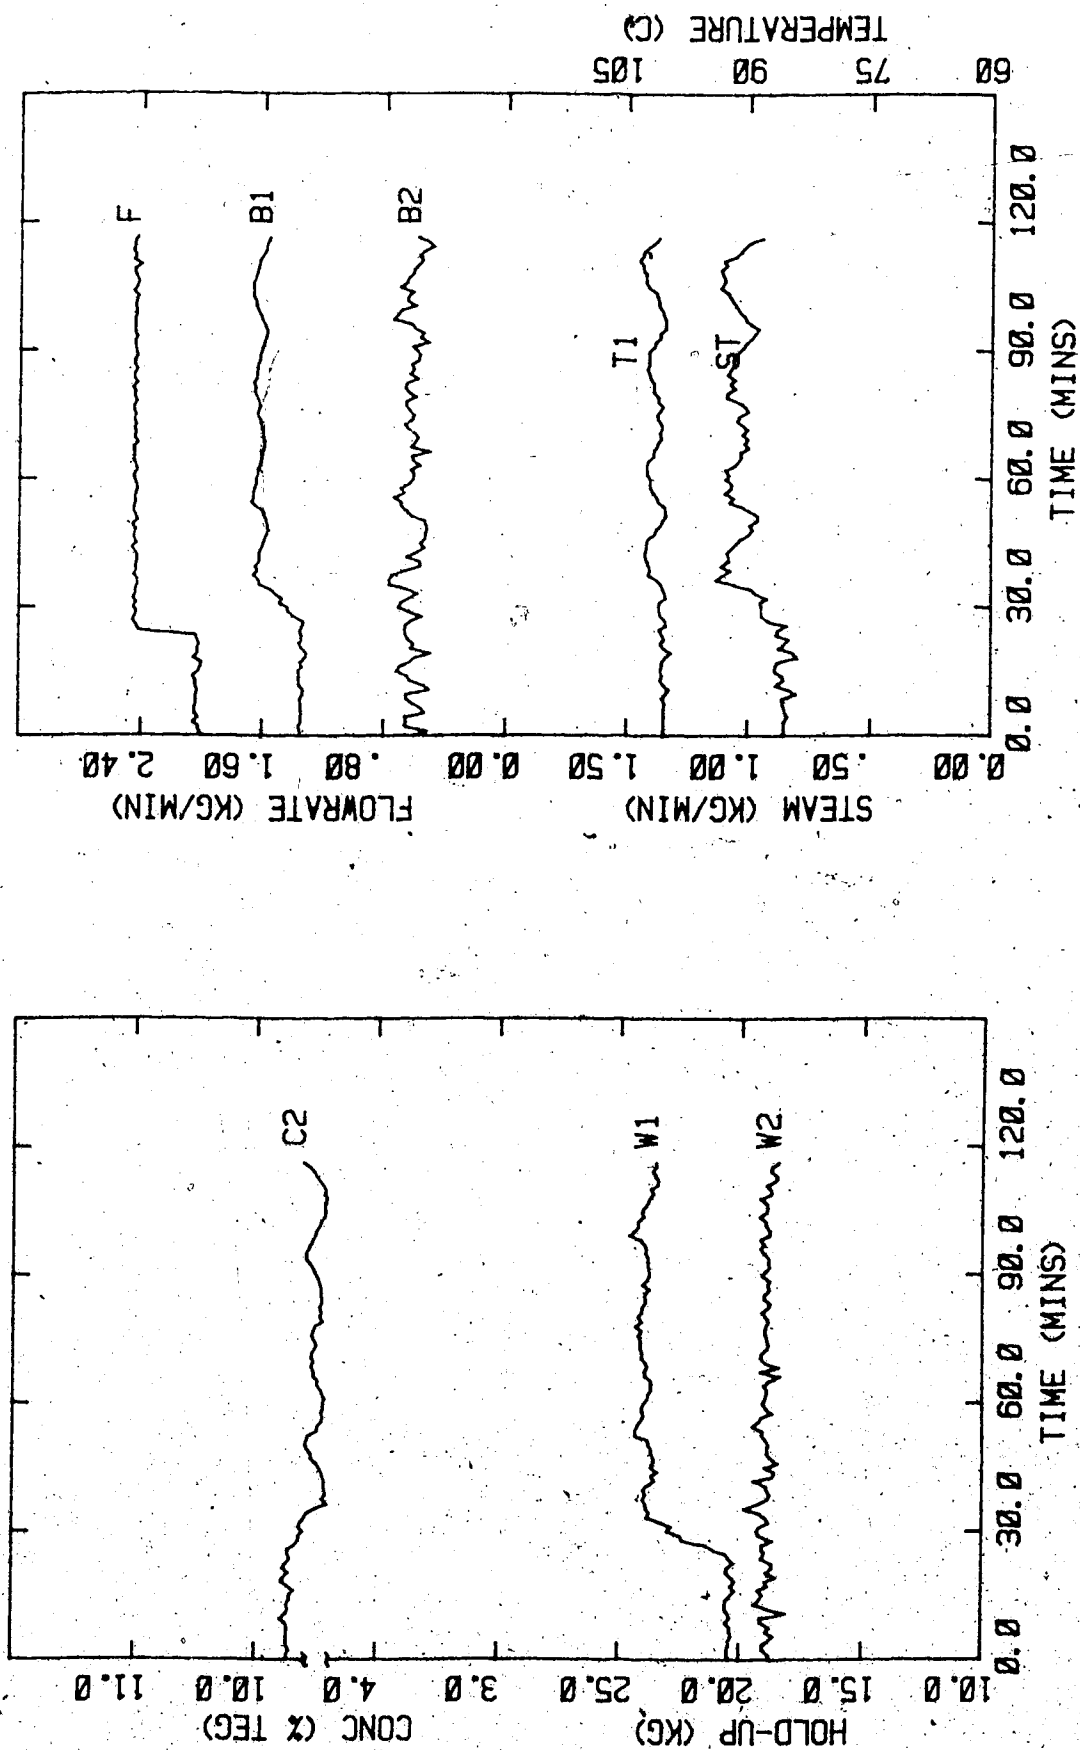 TEMPERATURE (C)
105
90
75
60
F
B1
B2
T1
ST
0.0
30.0
60.0
90.0
120.0
TIME (MINS)
2.40
1.60
.80
0.00
FLOWRATE (KG/MIN)
1.50
1.00
.50
0.00
STEAM (KG/MIN)
C2
W1
W2
0.0
30.0
60.0
90.0
120.0
TIME (MINS)
11.0
10.0
4.0
3.0
CONC (% TEG)
25.0
20.0
15.0
10.0
HOLD-UP (KG)